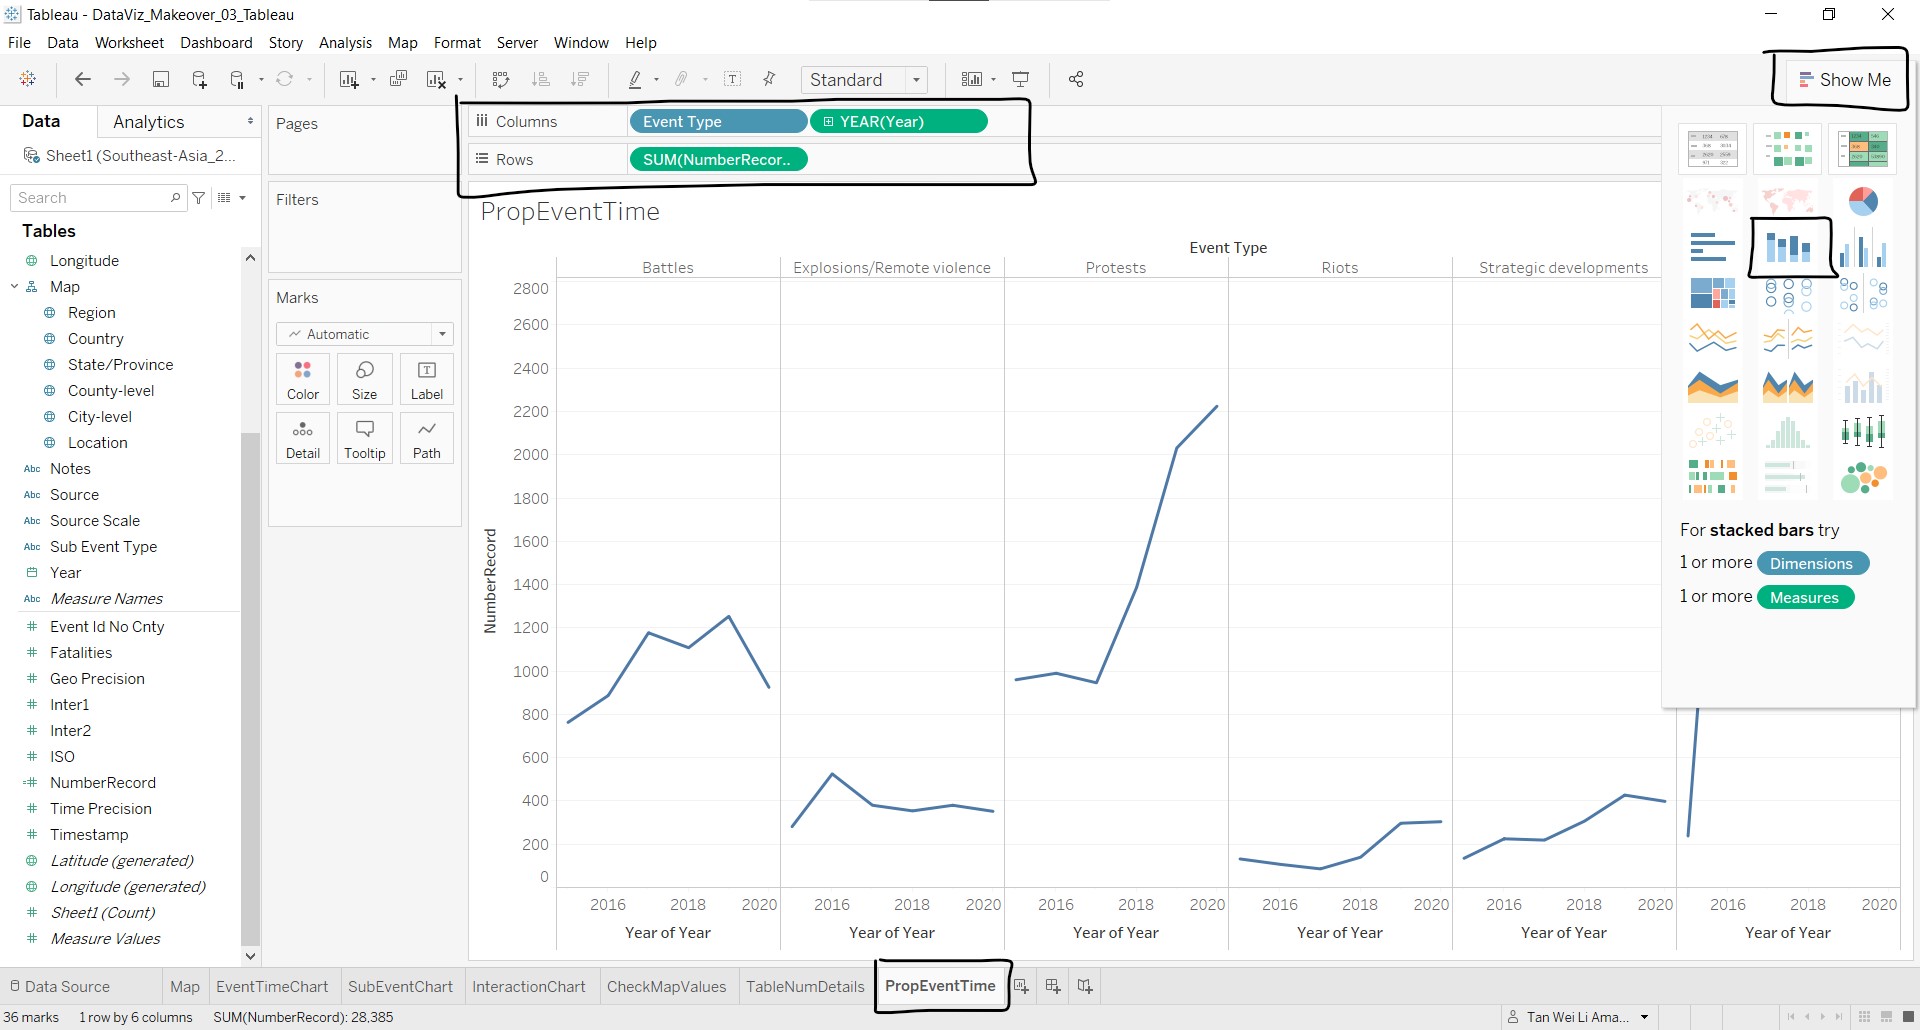 Tableau - DataViz_Makeover_03_Tableau
File Data Worksheet Dashboard Story Analysis Map Format Server Window Help
Standard
Show Me
Data Analytics
Sheet1 (Southeast-Asia_2...
Search
Tables
Longitude
Map
Region
Country
State/Province
County-level
City-level
Location
Abc Notes
Abc Source
Abc Source Scale
Abc Sub Event Type
Year
Abc Measure Names
# Event Id No Cnty
# Fatalities
# Geo Precision
# Inter1
# Inter2
# ISO
=# NumberRecord
# Time Precision
# Timestamp
Latitude (generated)
Longitude (generated)
# Sheet1 (Count)
# Measure Values
Pages
Filters
Marks
Automatic
Color Size Label
Detail Tooltip Path
Columns Event Type YEAR(Year)
Rows SUM(NumberRecor..
PropEventTime
Event Type
Battles Explosions/Remote violence Protests Riots Strategic developments
NumberRecord
2800
2600
2400
2200
2000
1800
1600
1400
1200
1000
800
600
400
200
0
2016 2018 2020 2016 2018 2020 2016 2018 2020 2016 2018 2020 2016 2018 2020 2016 2018 2020
Year of Year Year of Year Year of Year Year of Year Year of Year Year of Year
For stacked bars try
1 or more Dimensions
1 or more Measures
Data Source Map EventTimeChart SubEventChart InteractionChart CheckMapValues TableNumDetails PropEventTime
36 marks 1 row by 6 columns SUM(NumberRecord): 28,385 Tan Wei Li Ama...